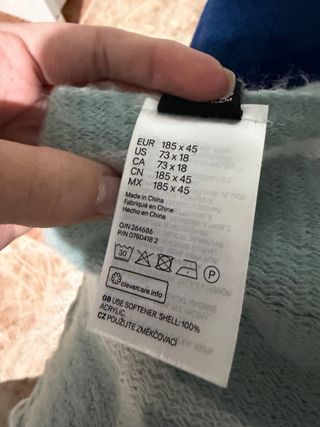 EUR 185 x 45
US 73 x 18
CA 73 x 18
CN 185 x 45
MX 185 x 45
Made in China
Fabriqué en Chine
Hecho en China
O/N 264686
P/N 0780418 2
30 P
clevercare.info
GB USE SOFTENER. SHELL: 100%
ACRYLIC.
CZ POUŽIJTE ZMĚKČOVACÍ